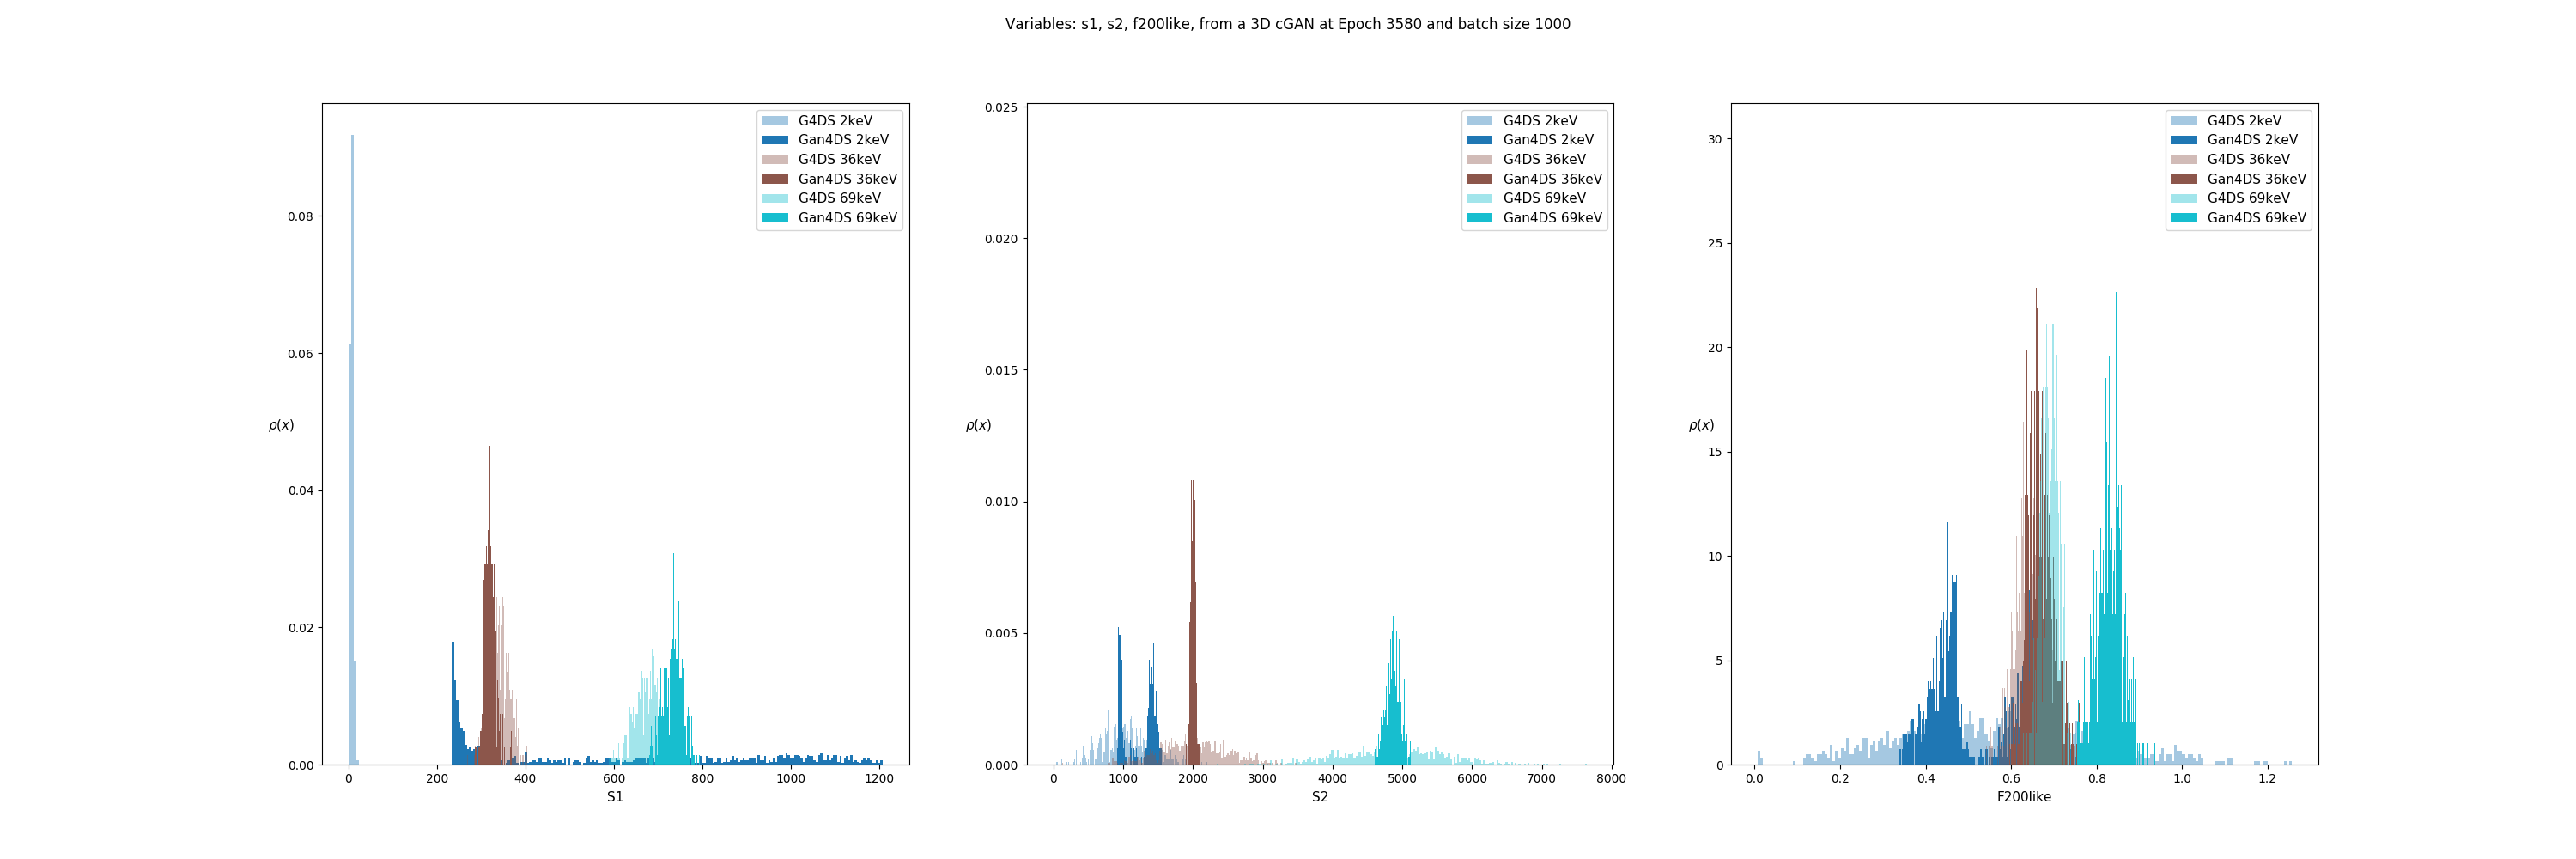 Variables: s1, s2, f200like, from a 3D cGAN at Epoch 3580 and batch size 1000
G4DS 2keV
Gan4DS 2keV
G4DS 36keV
Gan4DS 36keV
G4DS 69keV
Gan4DS 69keV
0.08
0.06
0.04
0.02
0.00
ρ(x)
0 200 400 600 800 1000 1200
S1
G4DS 2keV
Gan4DS 2keV
G4DS 36keV
Gan4DS 36keV
G4DS 69keV
Gan4DS 69keV
0.025
0.020
0.015
0.010
0.005
0.000
ρ(x)
0 1000 2000 3000 4000 5000 6000 7000 8000
S2
G4DS 2keV
Gan4DS 2keV
G4DS 36keV
Gan4DS 36keV
G4DS 69keV
Gan4DS 69keV
30
25
20
15
10
5
0
ρ(x)
0.0 0.2 0.4 0.6 0.8 1.0 1.2
F200like